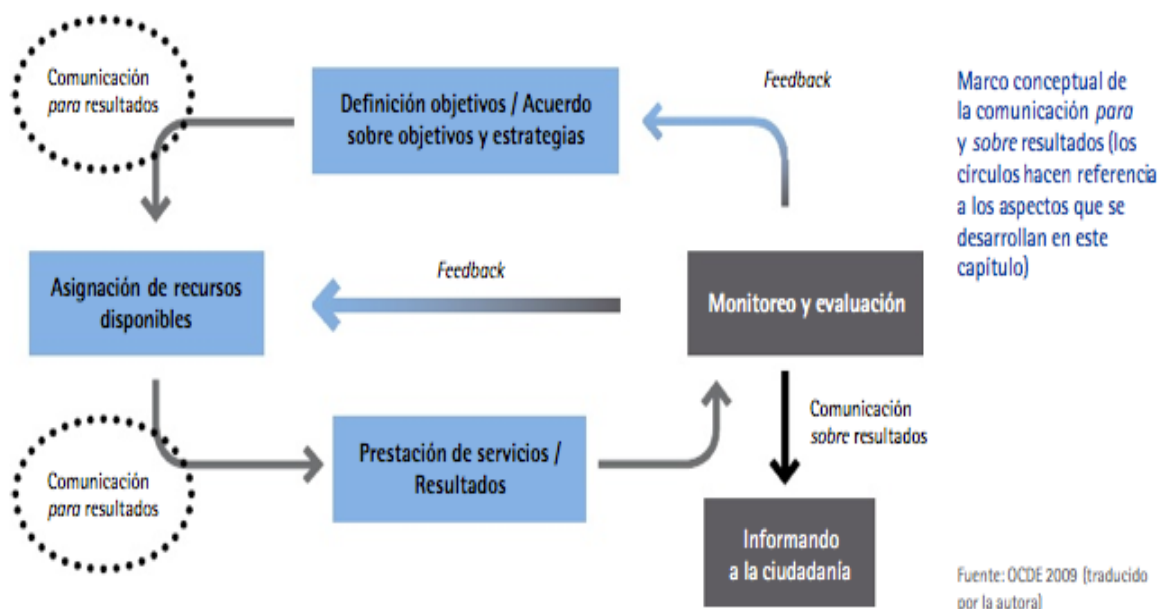 Comunicación
para resultados
Definición objetivos / Acuerdo
sobre objetivos y estrategias
Feedback
Marco conceptual de
la comunicación para
y sobre resultados (los
círculos hacen referencia
a los aspectos que se
desarrollan en este
capítulo)
Asignación de recursos
disponibles
Feedback
Monitoreo y evaluación
Comunicación
sobre resultados
Comunicación
para resultados
Prestación de servicios /
Resultados
Informando
a la ciudadanía
Fuente: OCDE 2009 (traducido
por la autora)